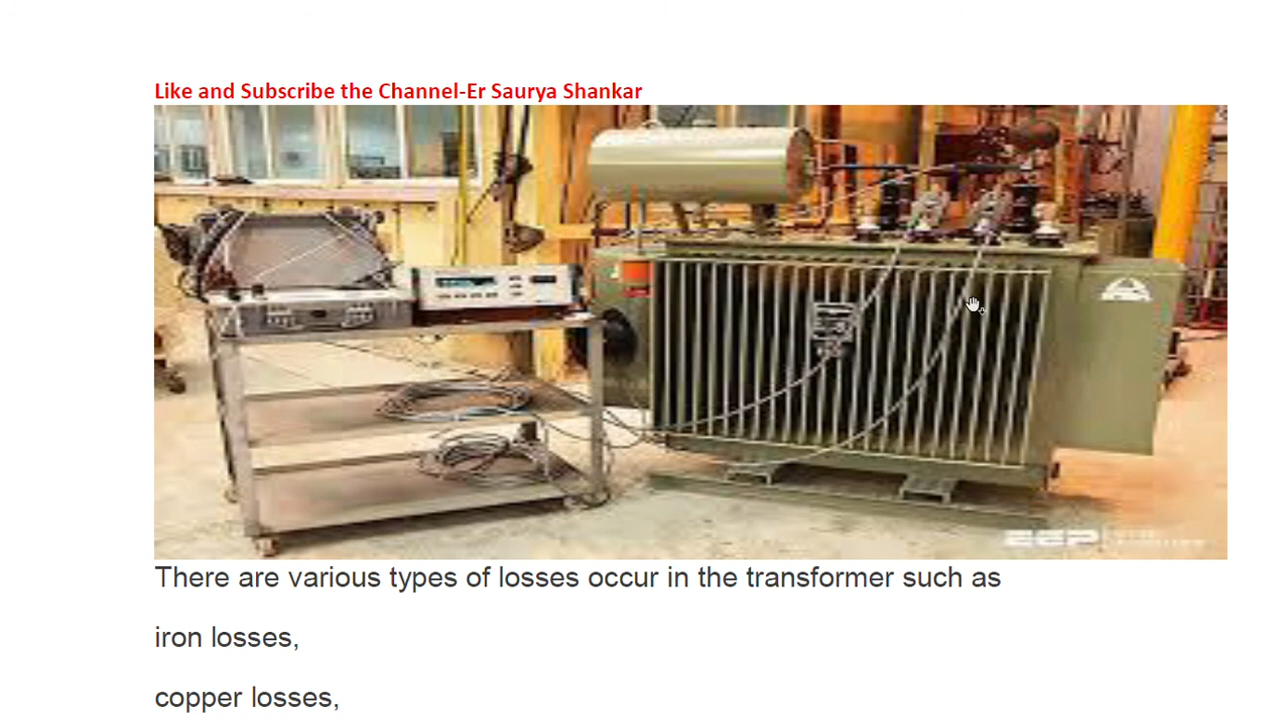 Like and Subscribe the Channel-Er Saurya Shankar
EEP
There are various types of losses occur in the transformer such as
iron losses,
copper losses,